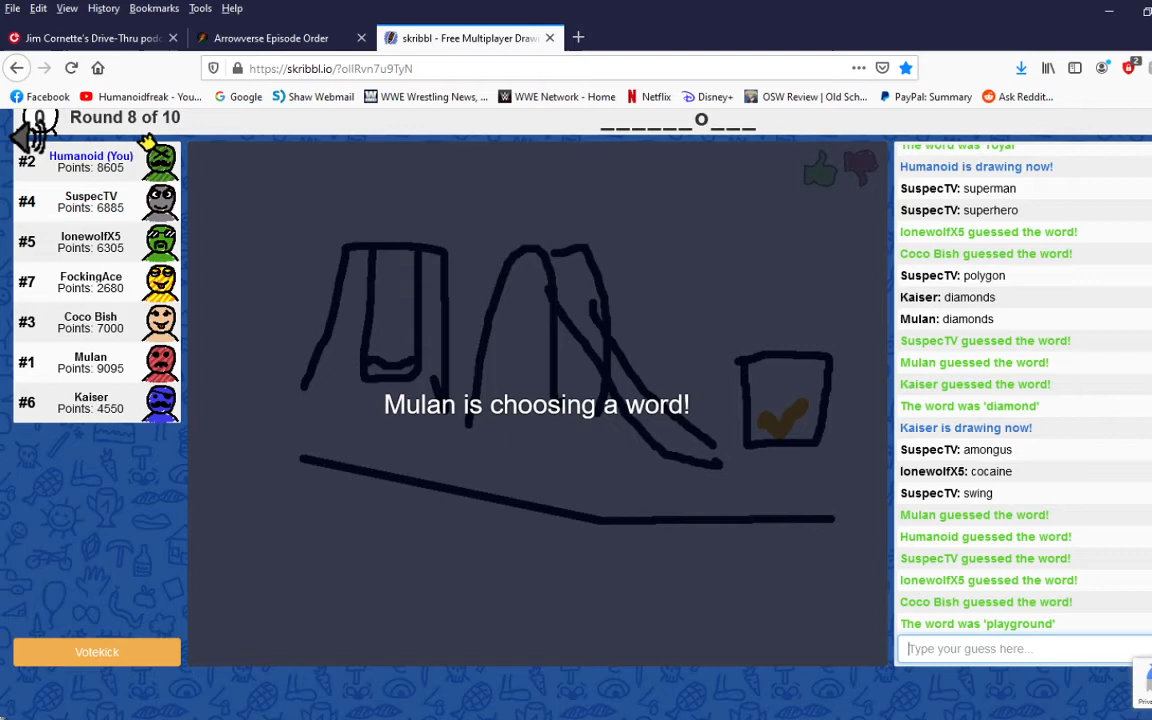 File Edit View History Bookmarks Tools Help
Jim Cornette's Drive-Thru pod
Arrowverse Episode Order
skribbl - Free Multiplayer Draw
https://skribbl.io/?olIRvn7u9TyN
Facebook Humanoidfreak - You... Google Shaw Webmail WWE Wrestling News, ... WWE Network - Home Netflix Disney+ OSW Review | Old Sch... PayPal: Summary Ask Reddit...
0 Round 8 of 10
______o___
#2 Humanoid (You)
Points: 8605
#4 SuspecTV
Points: 6885
#5 lonewolfX5
Points: 6305
#7 FockingAce
Points: 2680
#3 Coco Bish
Points: 7000
#1 Mulan
Points: 9095
#6 Kaiser
Points: 4550
Votekick
Mulan is choosing a word!
The word was 'royal'
Humanoid is drawing now!
SuspecTV: superman
SuspecTV: superhero
lonewolfX5 guessed the word!
Coco Bish guessed the word!
SuspecTV: polygon
Kaiser: diamonds
Mulan: diamonds
SuspecTV guessed the word!
Mulan guessed the word!
Kaiser guessed the word!
The word was 'diamond'
Kaiser is drawing now!
SuspecTV: amongus
lonewolfX5: cocaine
SuspecTV: swing
Mulan guessed the word!
Humanoid guessed the word!
SuspecTV guessed the word!
lonewolfX5 guessed the word!
Coco Bish guessed the word!
The word was 'playground'
Type your guess here...
2